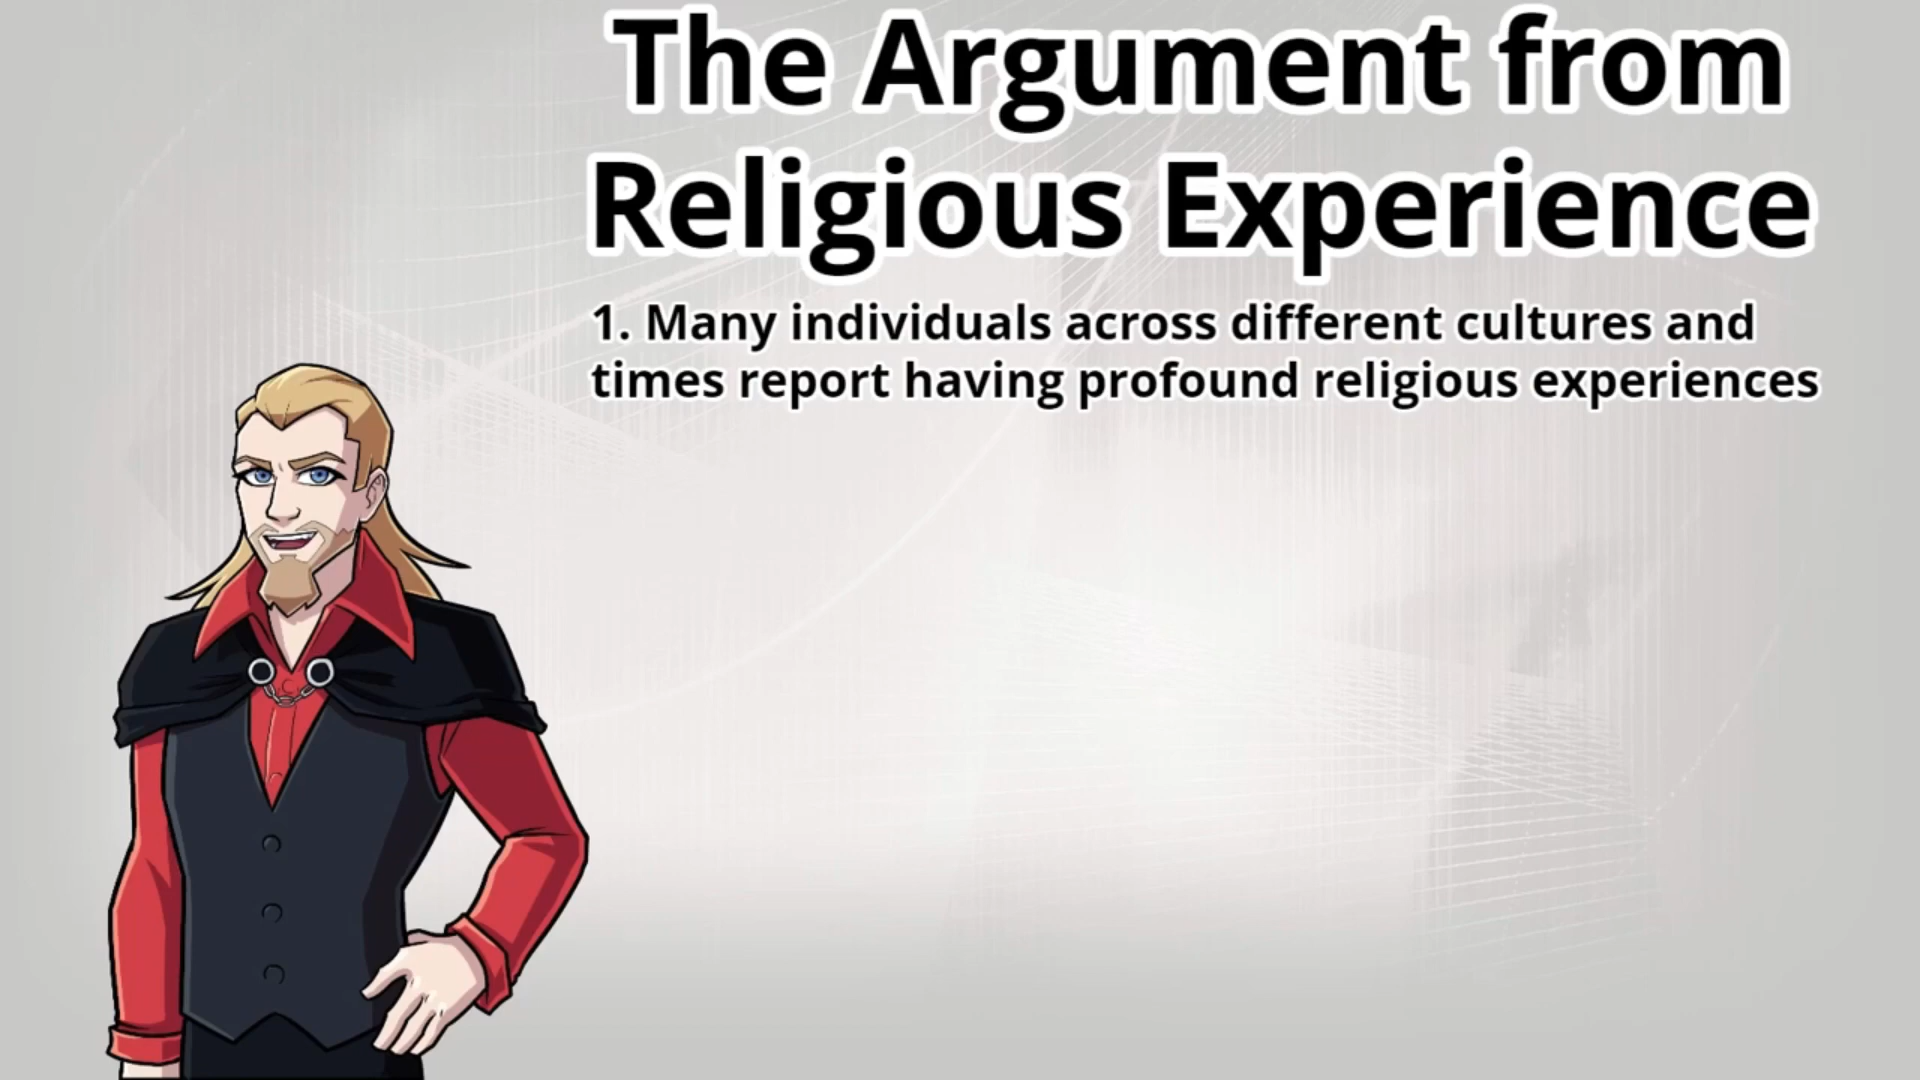 The Argument from
Religious Experience
1. Many individuals across different cultures and
times report having profound religious experiences